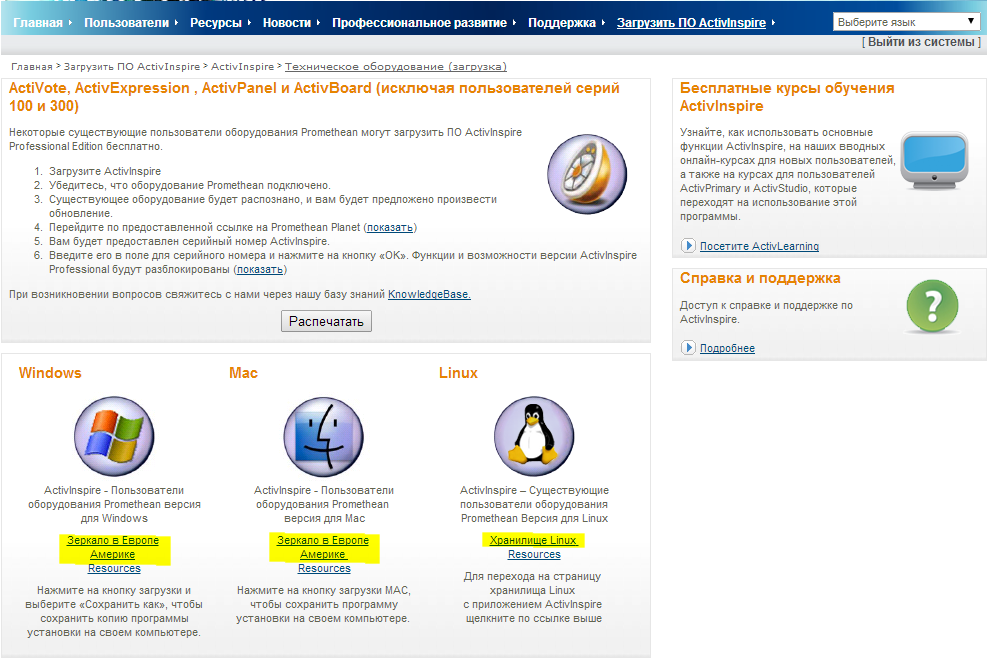 Главная Пользователи Ресурсы Новости Профессиональное развитие Поддержка Загрузить ПО ActivInspire Выберите язык
[ Выйти из системы ]
Главная > Загрузить ПО ActivInspire > ActivInspire > Техническое оборудование (загрузка)
ActiVote, ActivExpression , ActivPanel и ActivBoard (исключая пользователей серий
100 и 300)
Некоторые существующие пользователи оборудования Promethean могут загрузить ПО ActivInspire
Professional Edition бесплатно.
1. Загрузите ActivInspire
2. Убедитесь, что оборудование Promethean подключено.
3. Существующее оборудование будет распознано, и вам будет предложено произвести
обновление.
4. Перейдите по предоставленной ссылке на Promethean Planet (показать)
5. Вам будет предоставлен серийный номер ActivInspire.
6. Введите его в поле для серийного номера и нажмите на кнопку «ОК». Функции и возможности версии ActivInspire
Professional будут разблокированы (показать)
При возникновении вопросов свяжитесь с нами через нашу базу знаний KnowledgeBase.
Распечатать
Бесплатные курсы обучения
ActivInspire
Узнайте, как использовать основные
функции ActivInspire, на наших вводных
онлайн-курсах для новых пользователей,
а также на курсах для пользователей
ActivPrimary и ActivStudio, которые
переходят на использование этой
программы.
Посетите ActivLearning
Справка и поддержка
Доступ к справке и поддержке по
ActivInspire.
Подробнее
Windows
ActivInspire - Пользователи
оборудования Promethean версия
для Windows
Зеркало в Европе
Америке
Resources
Нажмите на кнопку загрузки и
выберите «Сохранить как», чтобы
сохранить копию программы
установки на своем компьютере.
Mac
ActivInspire - Пользователи
оборудования Promethean
версия для Mac
Зеркало в Европе
Америке
Resources
Нажмите на кнопку загрузки MAC,
чтобы сохранить программу
установки на своем компьютере.
Linux
ActivInspire – Существующие
пользователи оборудования
Promethean Версия для Linux
Хранилище Linux
Resources
Для перехода на страницу
хранилища Linux
с приложением ActivInspire
щелкните по ссылке выше